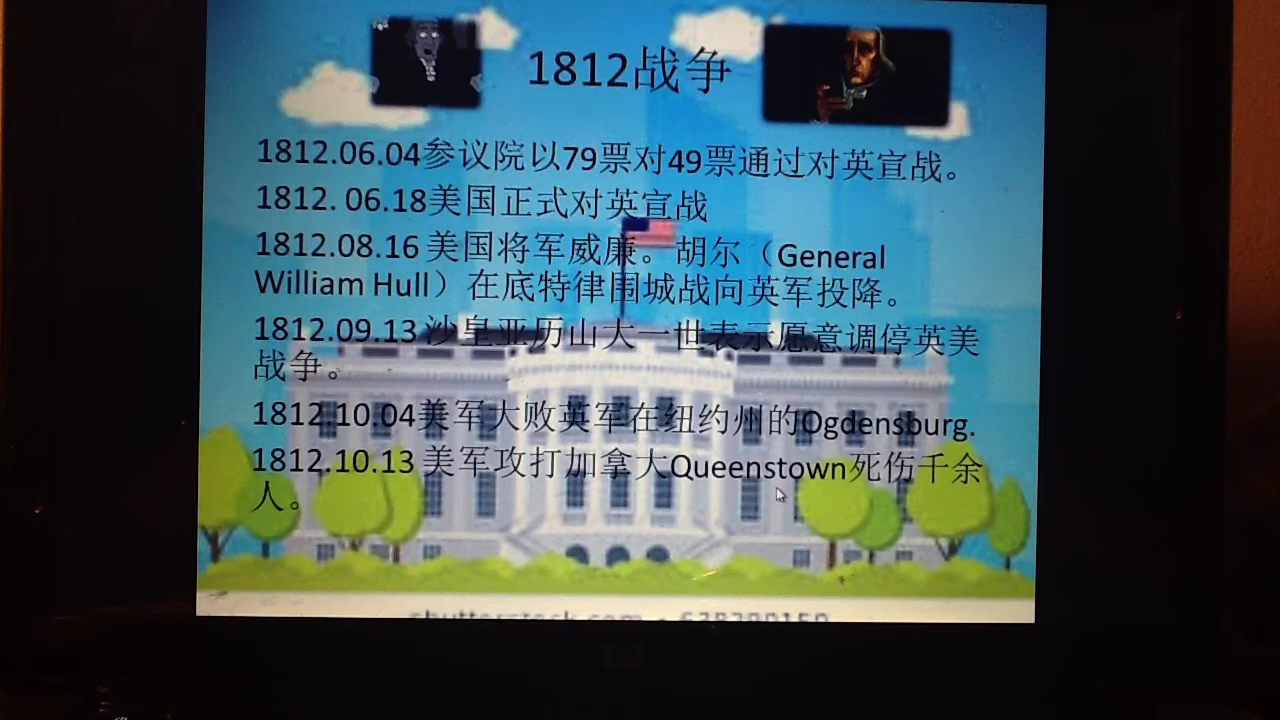 1812战争
1812.06.04参议院以79票对49票通过对英宣战。
1812. 06.18美国正式对英宣战
1812.08.16 美国将军威廉。胡尔（General
William Hull）在底特律围城战向英军投降。
1812.09.13 沙皇亚历山大一世表示愿意调停英美
战争。
1812.10.04美军大败英军在纽约州的Ogdensburg.
1812.10.13 美军攻打加拿大Queenstown死伤千余
人。
shutterstock.com